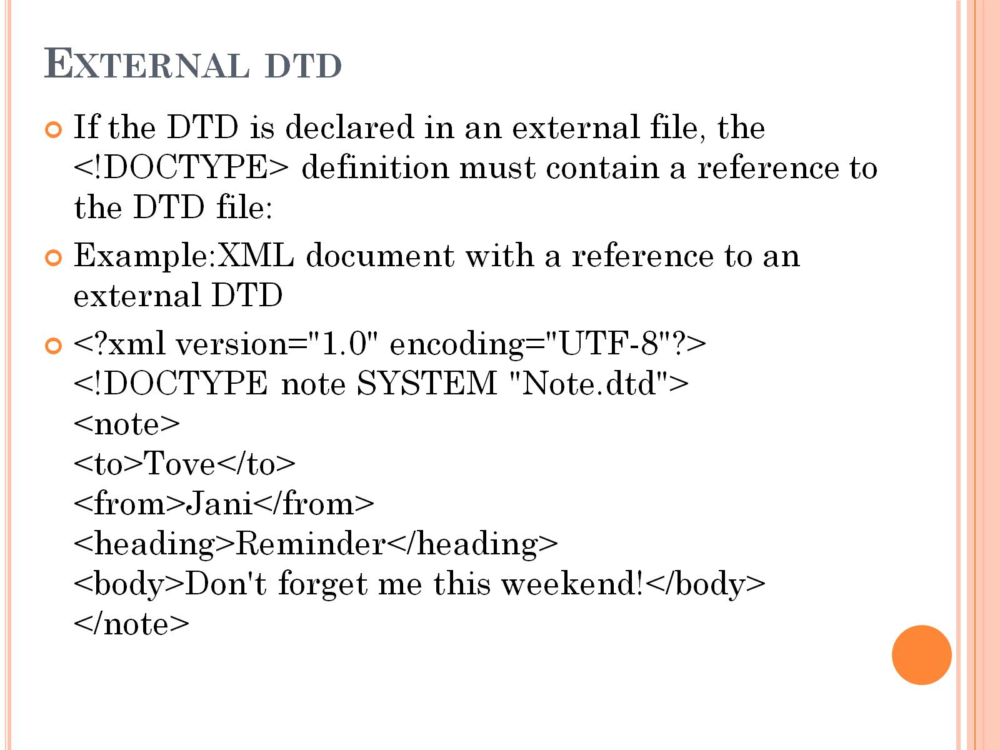 External dtd
If the DTD is declared in an external file, the
<!DOCTYPE> definition must contain a reference to
the DTD file:
Example:XML document with a reference to an
external DTD
<?xml version="1.0" encoding="UTF-8"?>
<!DOCTYPE note SYSTEM "Note.dtd">
<note>
<to>Tove</to>
<from>Jani</from>
<heading>Reminder</heading>
<body>Don't forget me this weekend!</body>
</note>